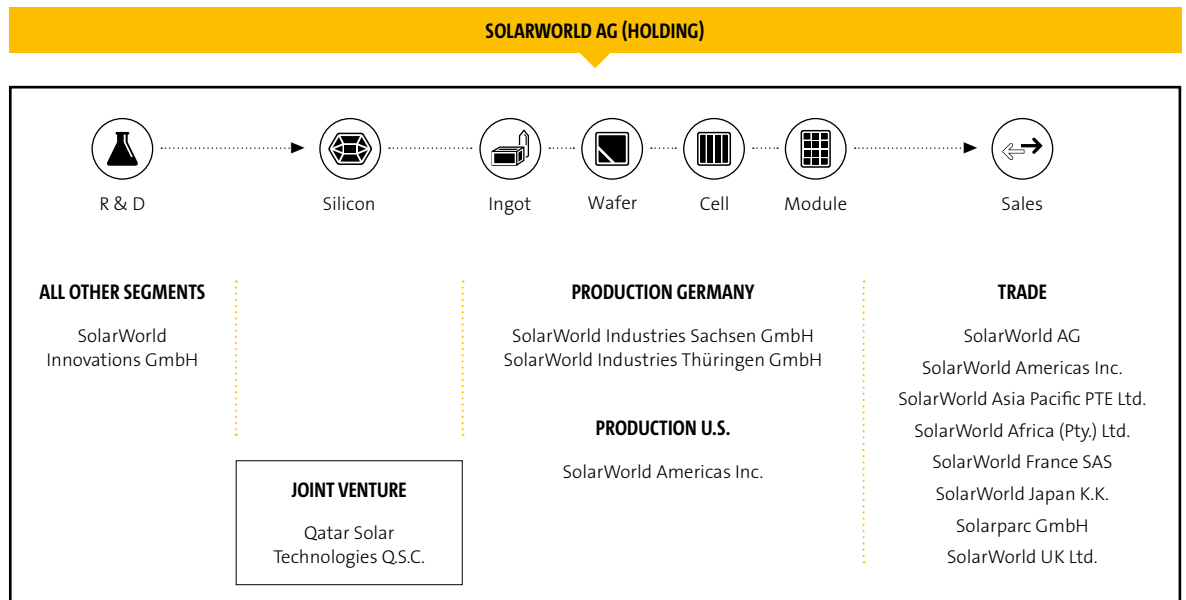 SOLARWORLD AG (HOLDING)
R & D
Silicon
Ingot
Wafer
Cell
Module
Sales
ALL OTHER SEGMENTS
SolarWorld
Innovations GmbH
JOINT VENTURE
Qatar Solar
Technologies Q.S.C.
PRODUCTION GERMANY
SolarWorld Industries Sachsen GmbH
SolarWorld Industries Thüringen GmbH
PRODUCTION U.S.
SolarWorld Americas Inc.
TRADE
SolarWorld AG
SolarWorld Americas Inc.
SolarWorld Asia Pacific PTE Ltd.
SolarWorld Africa (Pty.) Ltd.
SolarWorld France SAS
SolarWorld Japan K.K.
Solarparc GmbH
SolarWorld UK Ltd.